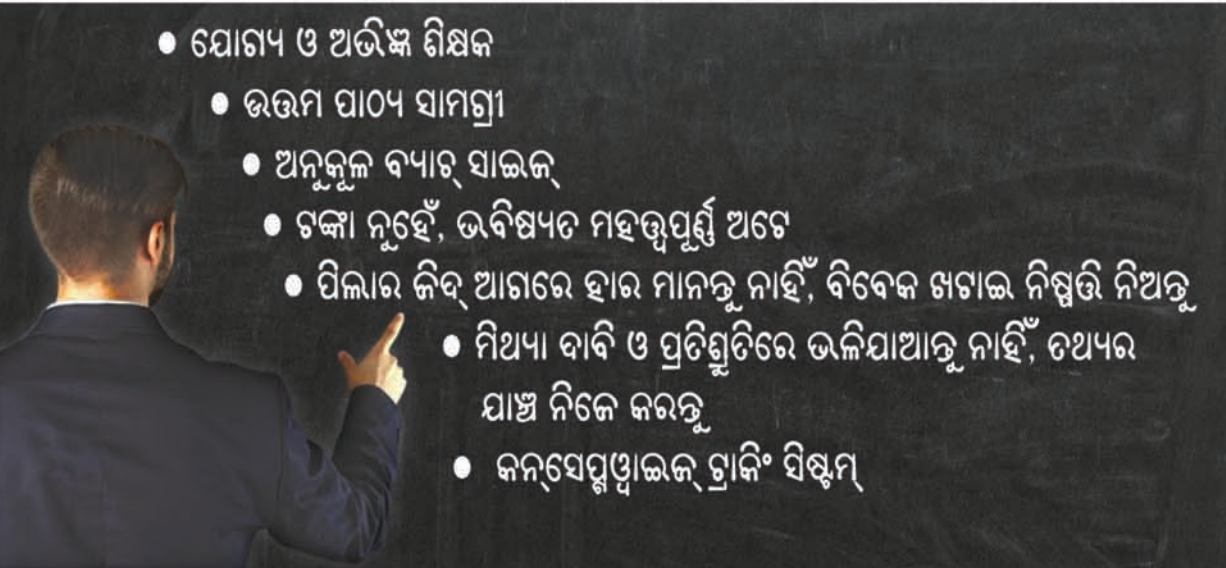 ● ଯୋଗ୍ୟ ଓ ଅଭିଜ୍ଞ ଶିକ୍ଷକ
● ଉତ୍ତମ ପାଠ୍ୟ ସାମଗ୍ରୀ
● ଅନୁକୂଳ ବ୍ୟାଚ୍ ସାଇଜ୍
● ଟଙ୍କା ନୁହେଁ, ଭବିଷ୍ୟତ ମହତ୍ତ୍ୱପୂର୍ଣ୍ଣ ଅଟେ
● ପିଲାର ଜିଦ୍ ଆଗରେ ହାର ମାନନ୍ତୁ ନାହିଁ, ବିବେକ ଖଟାଇ ନିଷ୍ପତ୍ତି ନିଅନ୍ତୁ
● ମିଥ୍ୟା ଦାବି ଓ ପ୍ରତିଶ୍ରୁତିରେ ଭଳିଯାଆନ୍ତୁ ନାହିଁ, ତଥ୍ୟର
ଯାଞ୍ଚ ନିଜେ କରନ୍ତୁ
● କନ୍‌ସେପ୍ଟୱାଇଜ୍ ଟ୍ରାକିଂ ସିଷ୍ଟମ୍